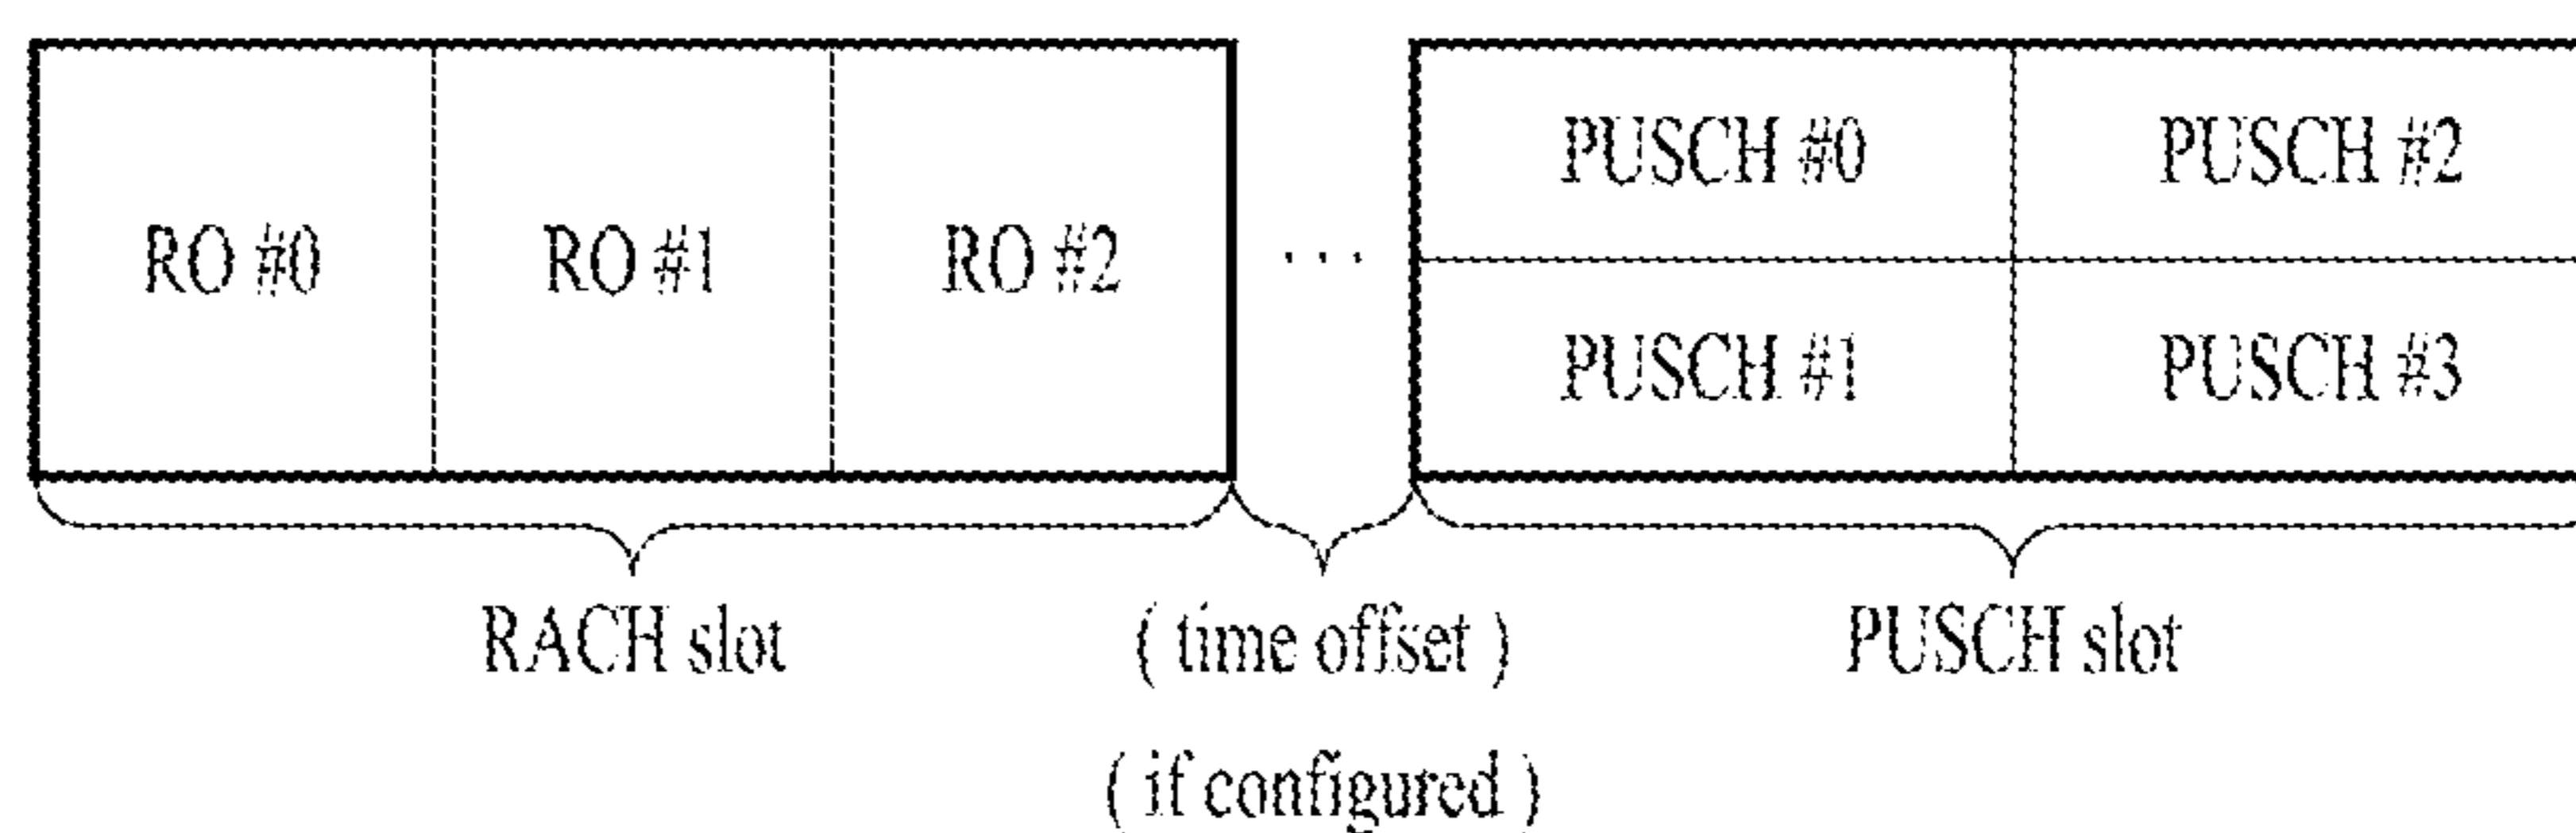 RO #0
RO #1
RO #2
. . .
PUSCH #0
PUSCH #2
PUSCH #1
PUSCH #3
RACH slot
( time offset )
( if configured )
PUSCH slot